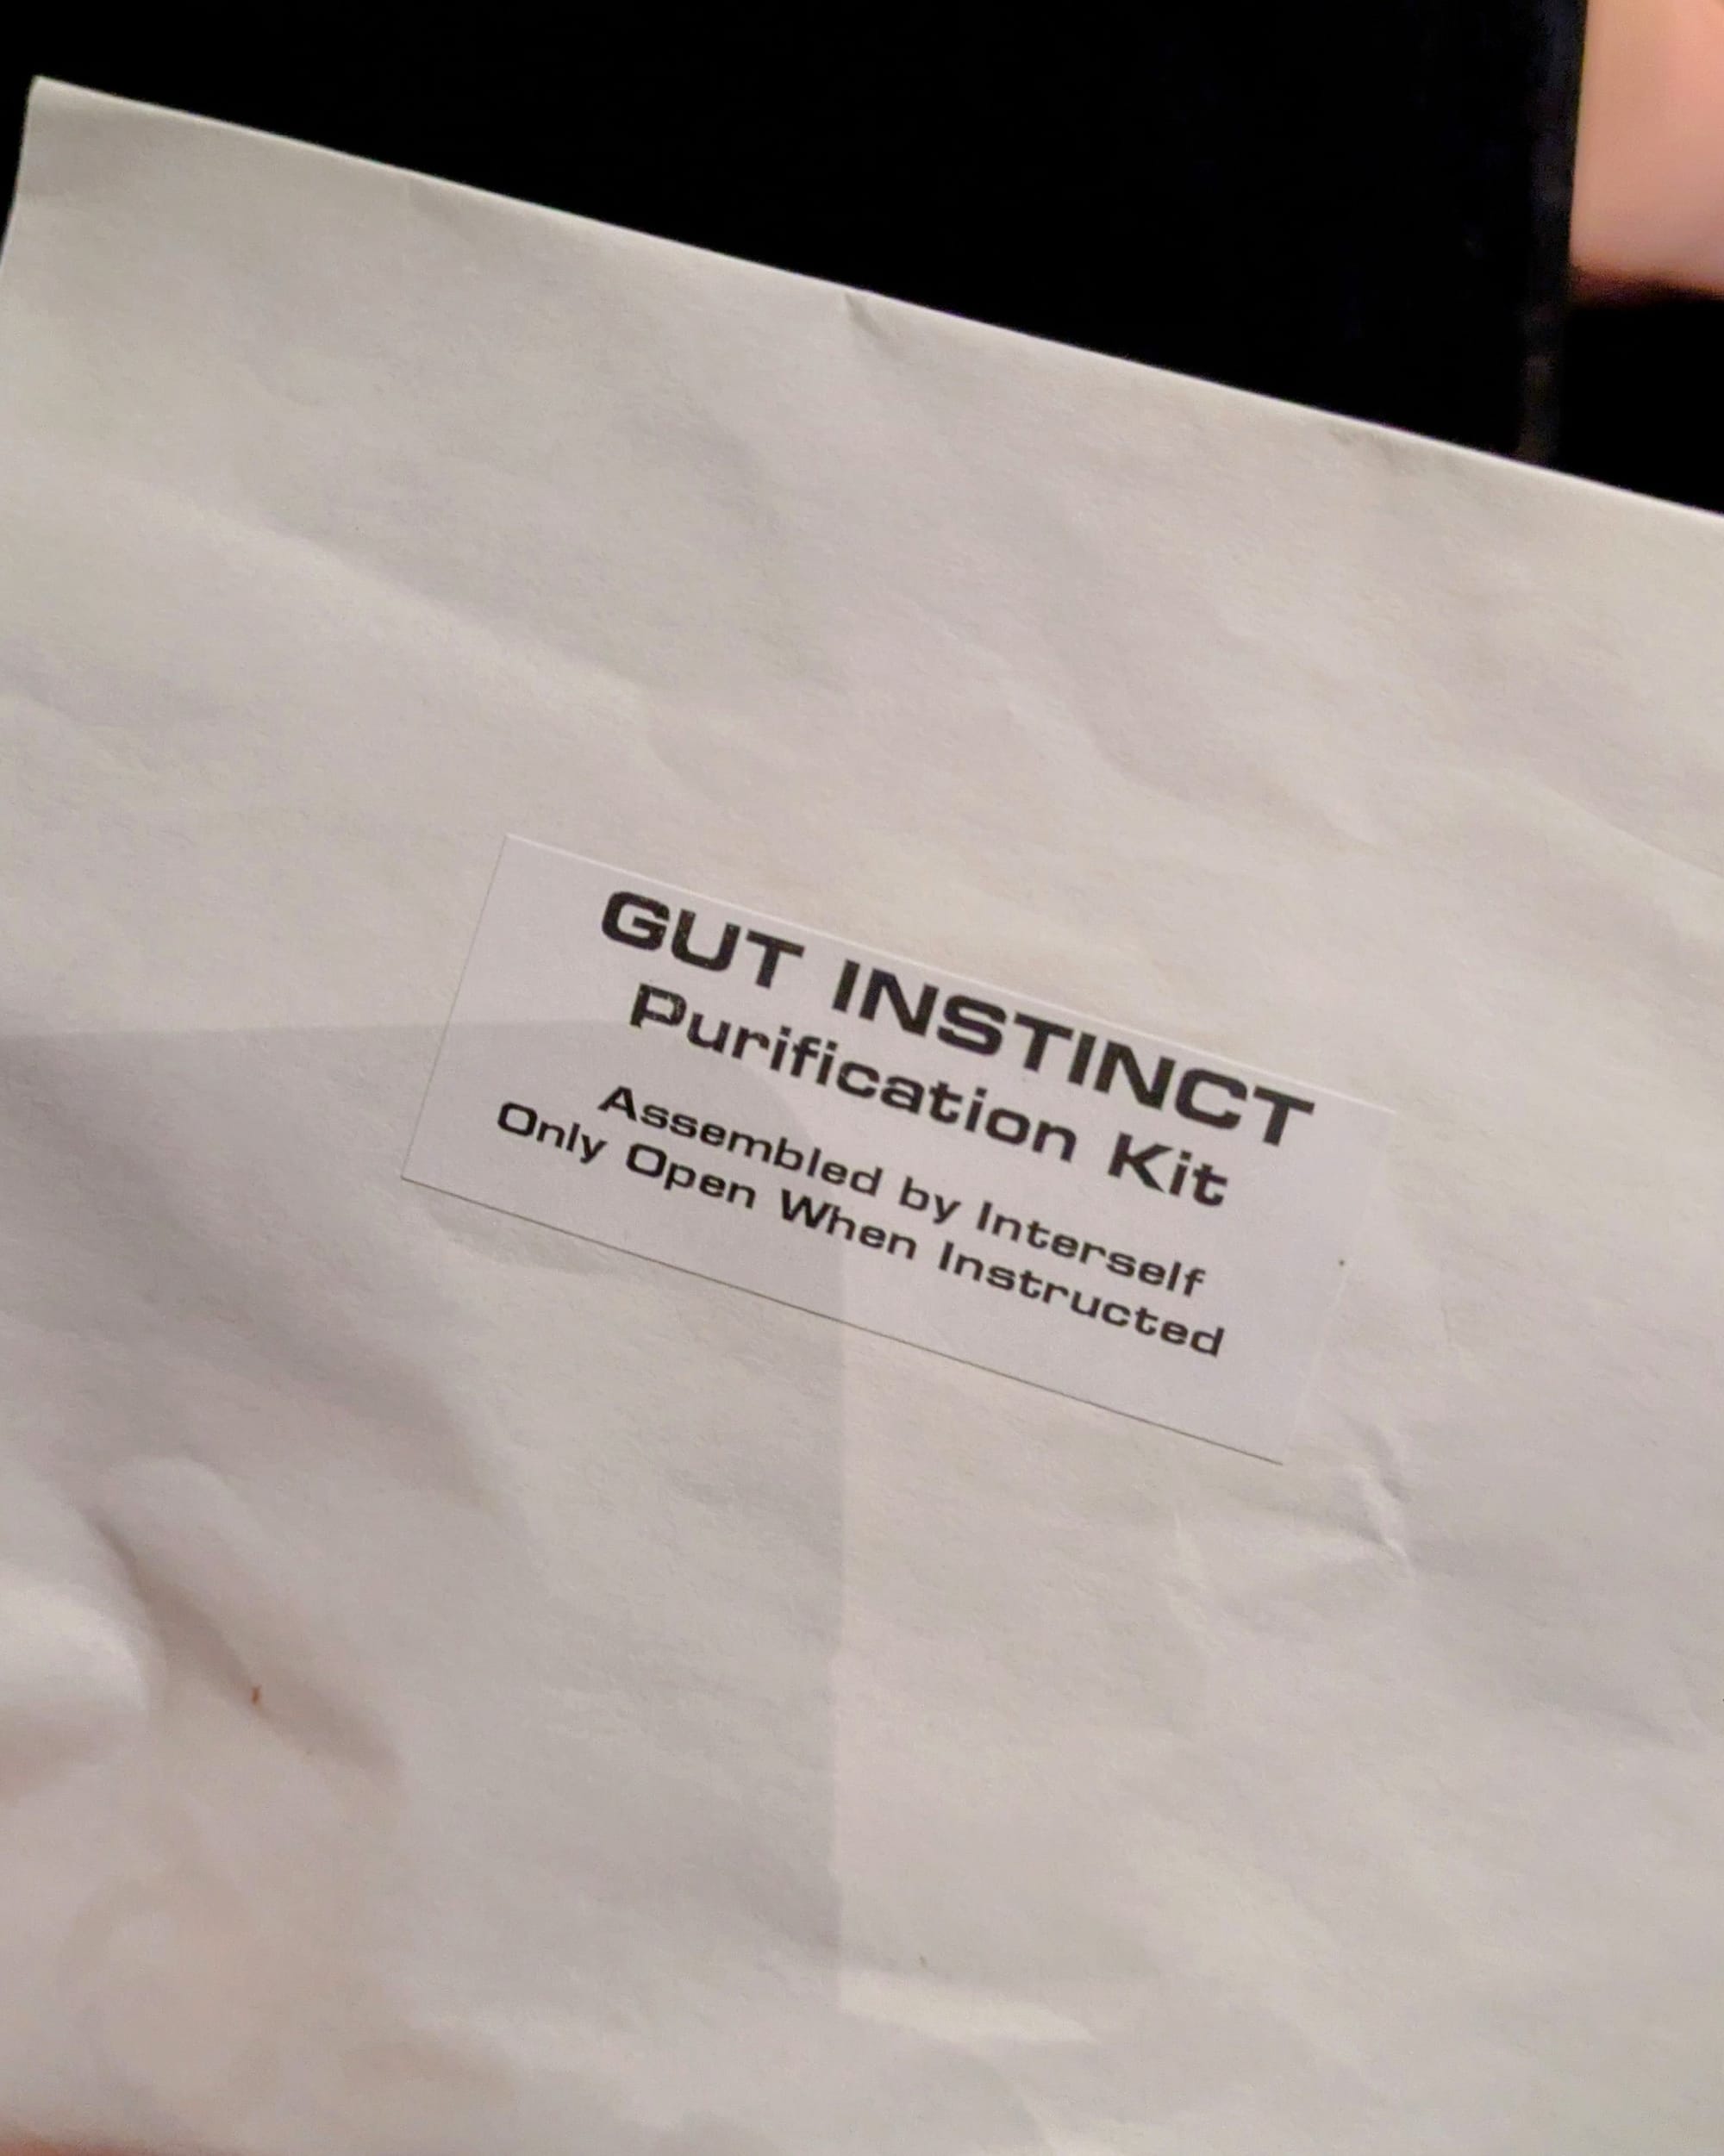 GUT INSTINCT
Purification Kit
Assembled by Interself
Only Open When Instructed